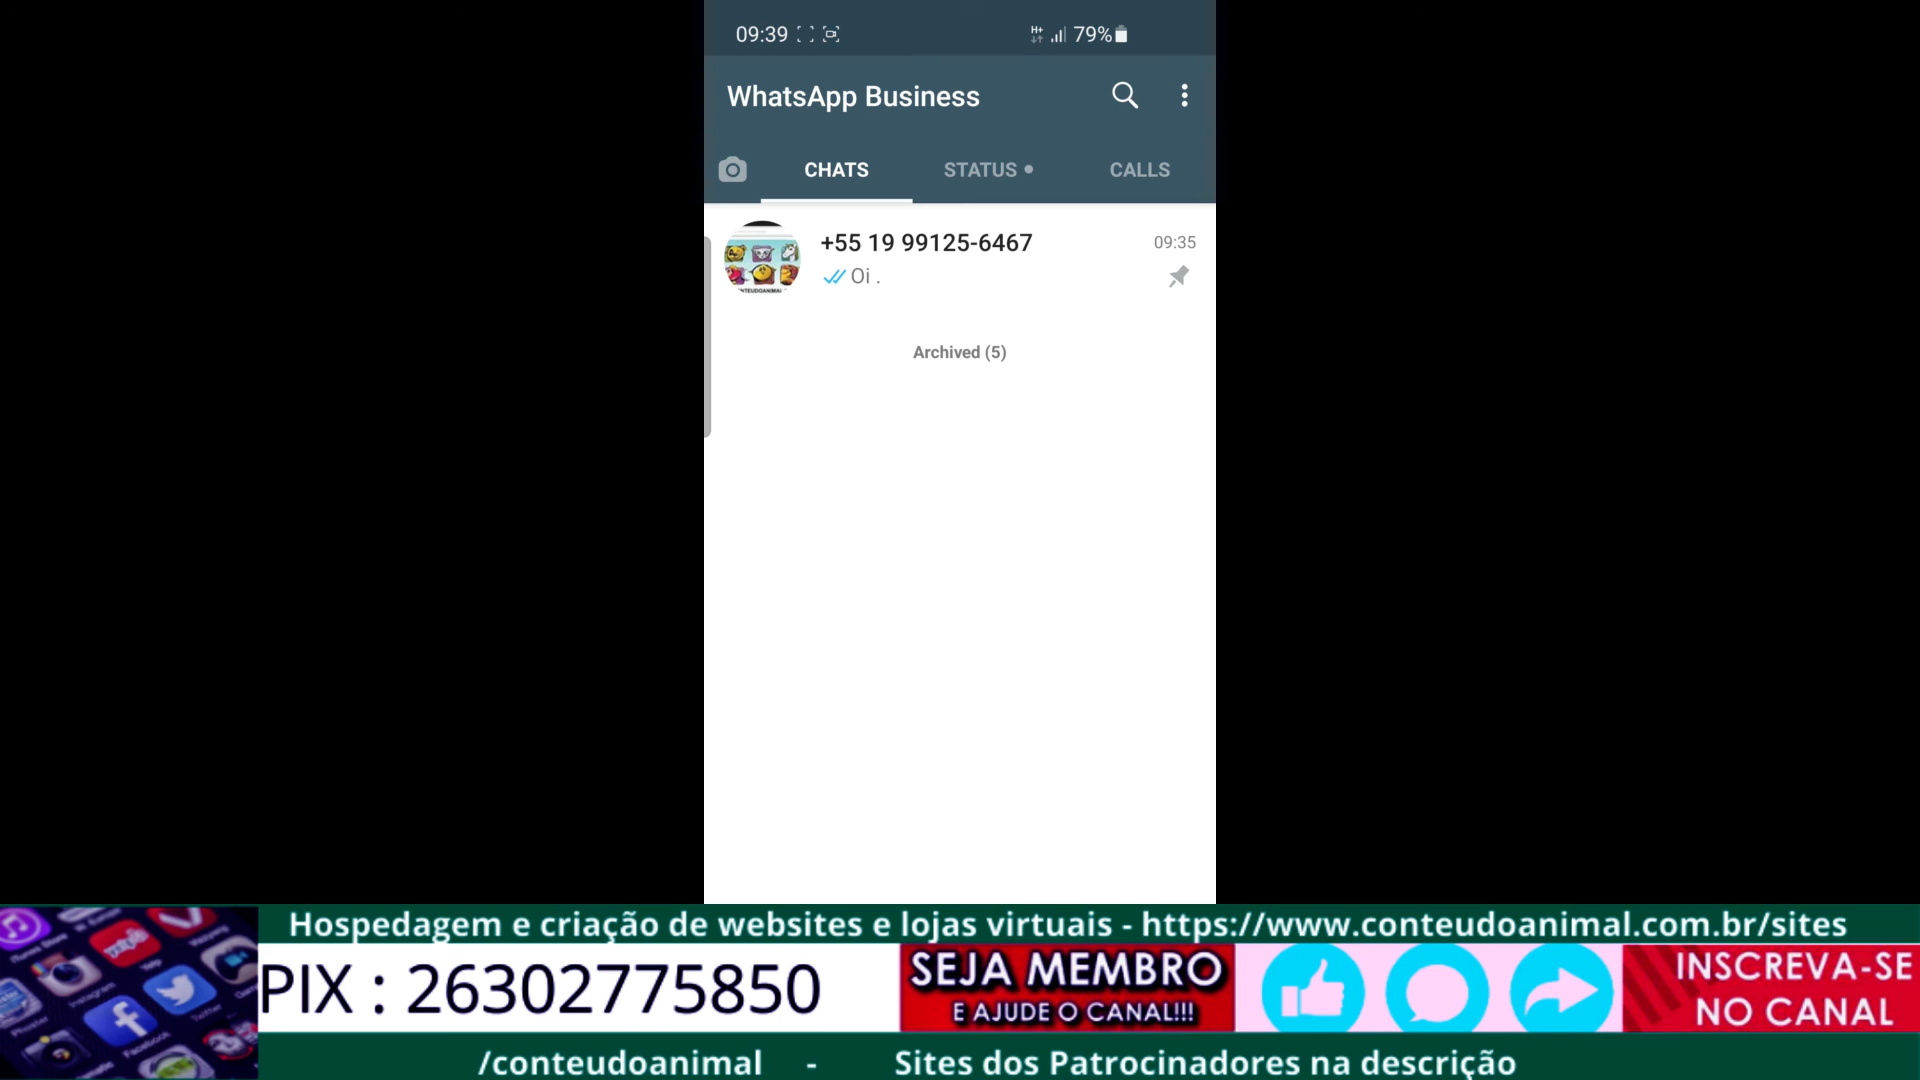 09:39
79%
WhatsApp Business
CHATS
STATUS
CALLS
+55 19 99125-6467
09:35
Oi .
Archived (5)
Hospedagem e criação de websites e lojas virtuais - https://www.conteudoanimal.com.br/sites
PIX : 26302775850
SEJA MEMBRO
E AJUDE O CANAL!!!
INSCREVA-SE
NO CANAL
/conteudoanimal - Sites dos Patrocinadores na descrição